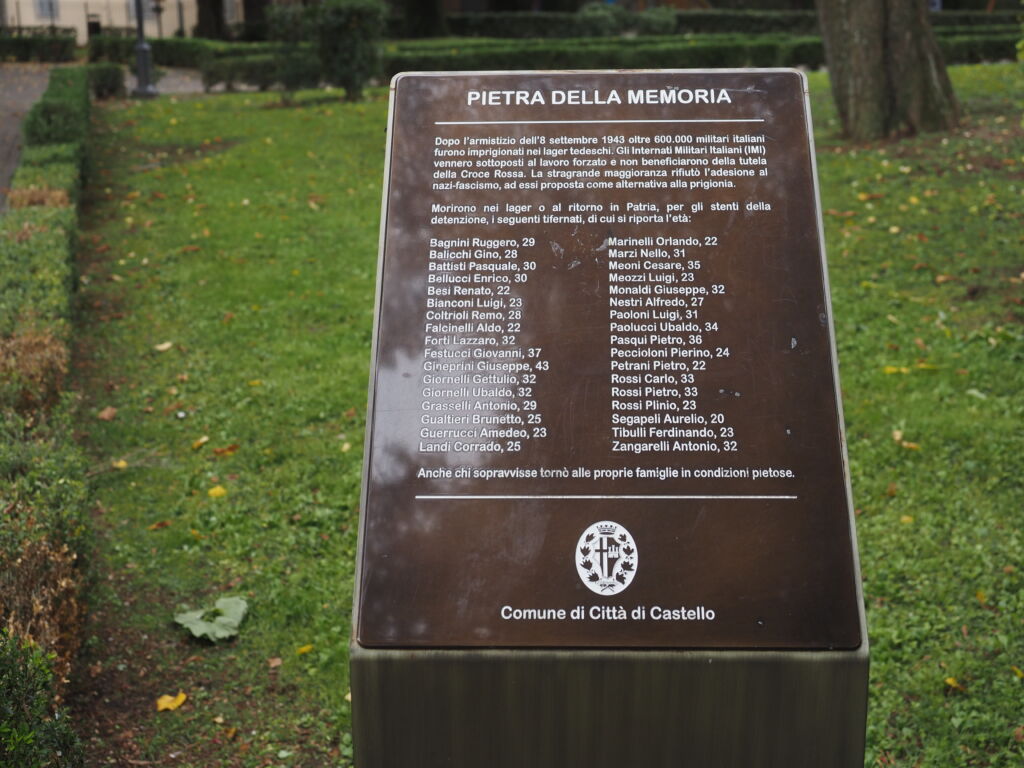 PIETRA DELLA MEMORIA
Dopo l'armistizio dell'8 settembre 1943 oltre 600.000 militari italiani
furono imprigionati nei lager tedeschi. Gli Internati Militari Italiani (IMI)
vennero sottoposti al lavoro forzato e non beneficiarono della tutela
della Croce Rossa. La stragrande maggioranza rifiutò l'adesione al
nazi-fascismo, ad essi proposta come alternativa alla prigionia.
Morirono nei lager o al ritorno in Patria, per gli stenti della
detenzione, i seguenti tifernati, di cui si riporta l'età:
Bagnini Ruggero, 29
Balicchi Gino, 28
Battisti Pasquale, 30
Bellucci Enrico, 30
Besi Renato, 22
Bianconi Luigi, 23
Coltrioli Remo, 28
Falcinelli Aldo, 22
Forti Lazzaro, 32
Festucci Giovanni, 37
Gineprini Giuseppe, 43
Giornelli Gettulio, 32
Giornelli Ubaldo, 32
Grasselli Antonio, 29
Gualtieri Brunetto, 25
Guerrucci Amedeo, 23
Landi Corrado, 25
Marinelli Orlando, 22
Marzi Nello, 31
Meoni Cesare, 35
Meozzi Luigi, 23
Monaldi Giuseppe, 32
Nestri Alfredo, 27
Paoloni Luigi, 31
Paolucci Ubaldo, 34
Pasqui Pietro, 36
Peccioloni Pierino, 24
Petrani Pietro, 22
Rossi Carlo, 33
Rossi Pietro, 33
Rossi Plinio, 23
Segapeli Aurelio, 20
Tibulli Ferdinando, 23
Zangarelli Antonio, 32
Anche chi sopravvisse tornò alle proprie famiglie in condizioni pietose.
Comune di Città di Castello